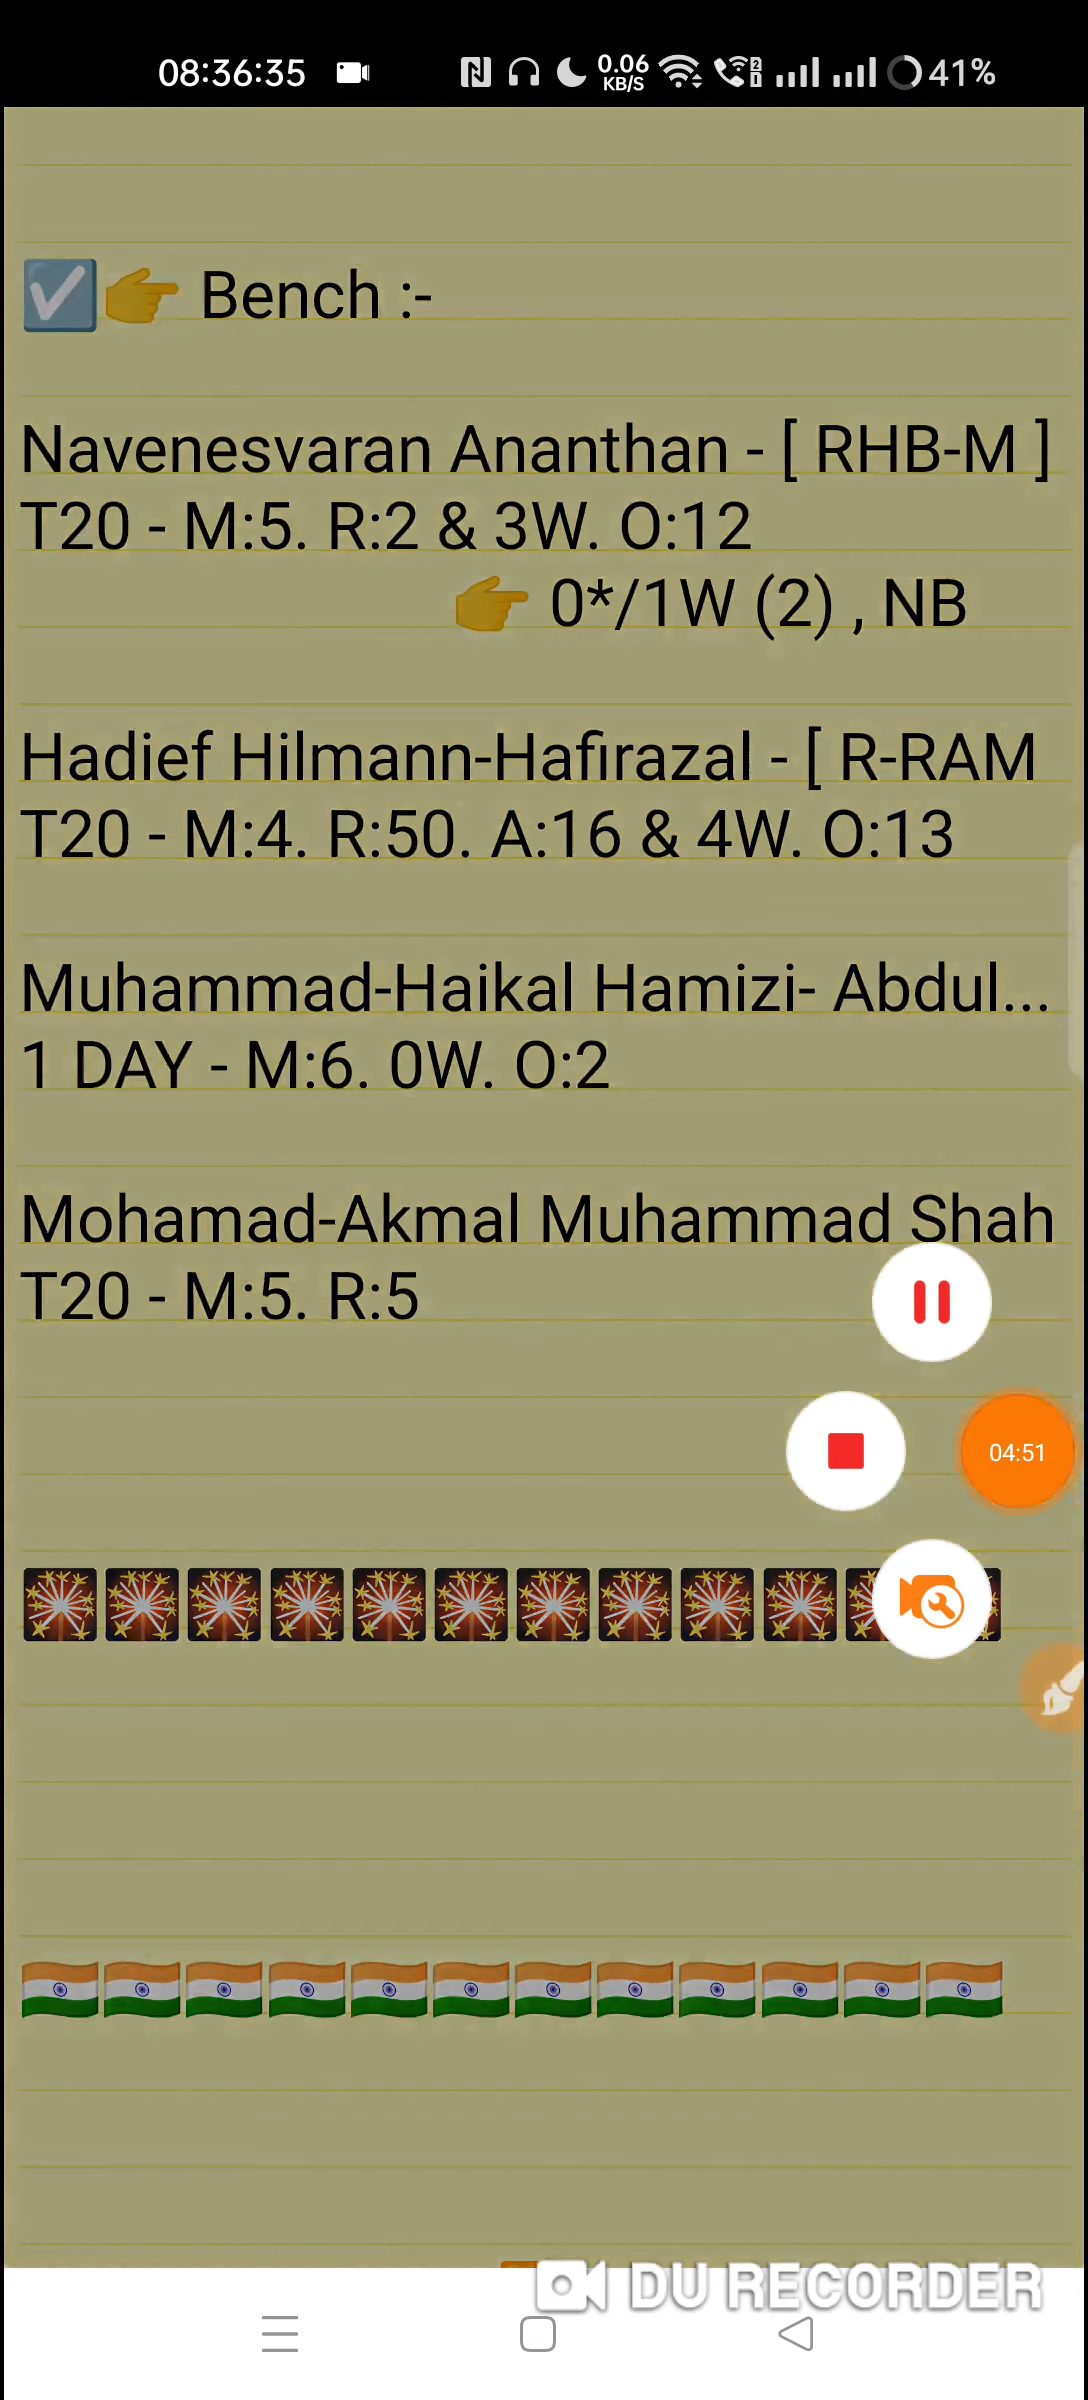 08:36:35 0.06 KB/S 41%
☑️👉 Bench :-
Navenesvaran Ananthan - [ RHB-M ]
T20 - M:5. R:2 & 3W. O:12
👉 0*/1W (2) , NB
Hadief Hilmann-Hafirazal - [ R-RAM
T20 - M:4. R:50. A:16 & 4W. O:13
Muhammad-Haikal Hamizi- Abdul...
1 DAY - M:6. 0W. O:2
Mohamad-Akmal Muhammad Shah
T20 - M:5. R:5
04:51
DU RECORDER